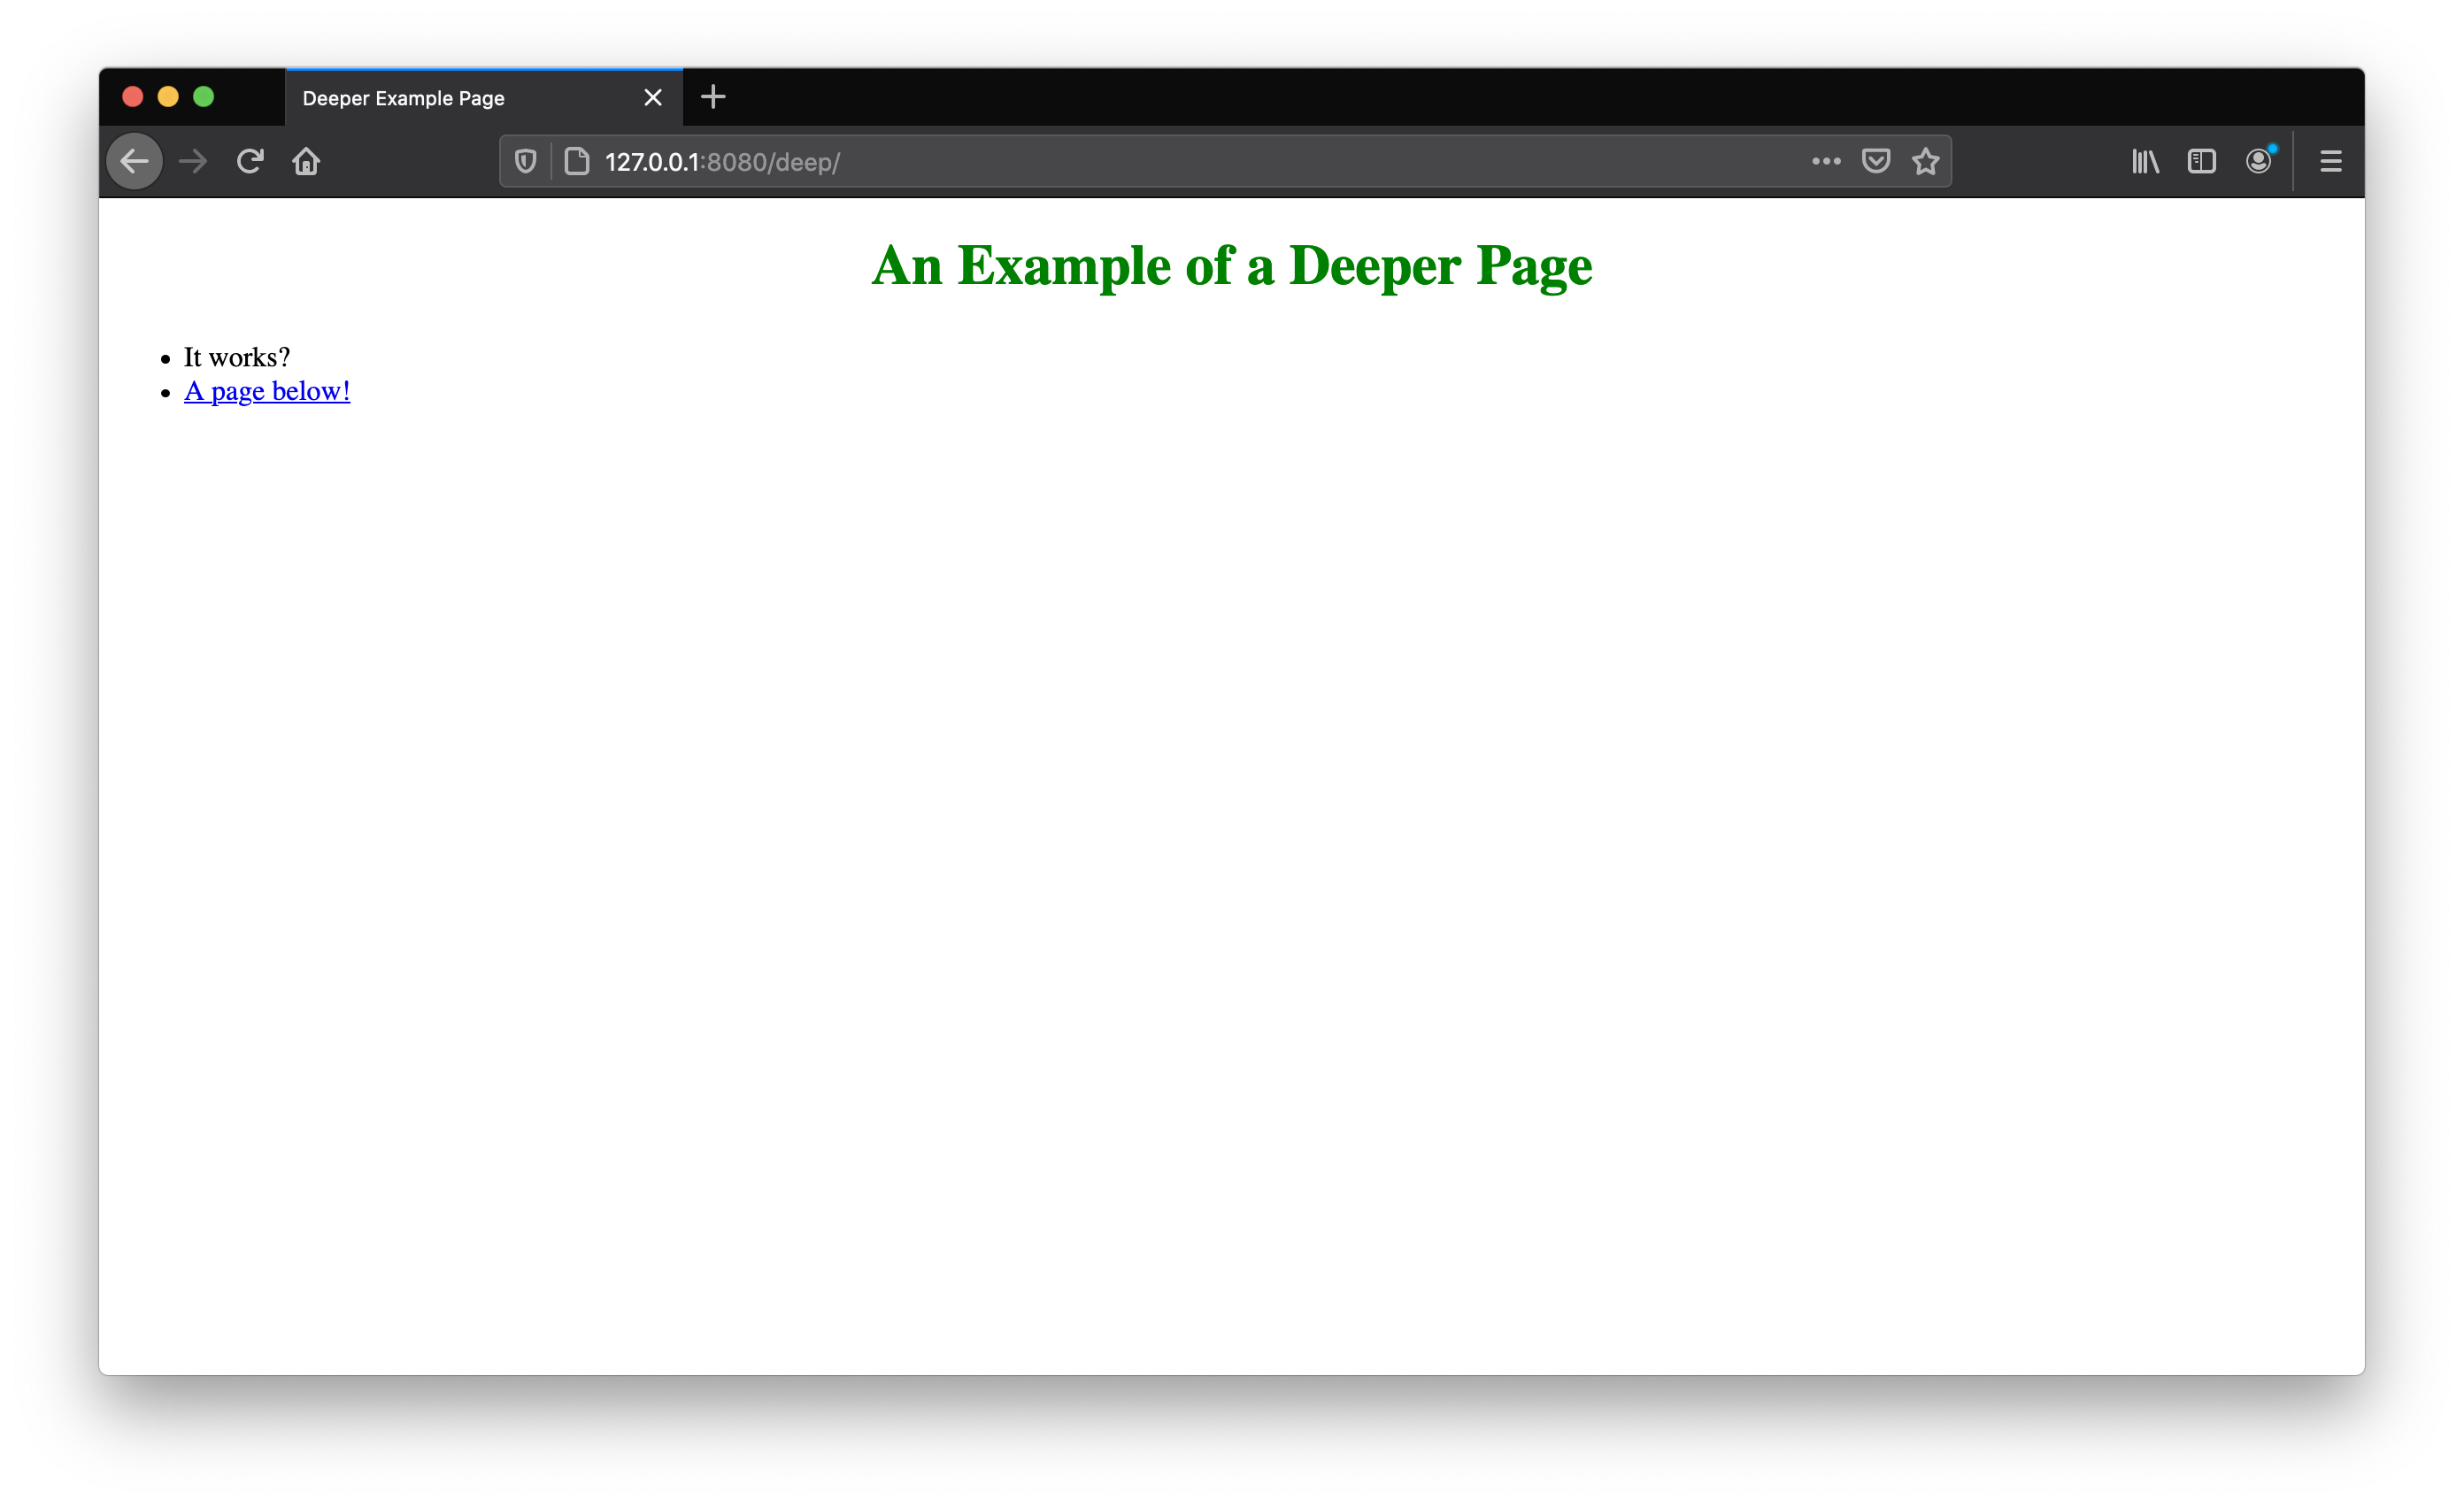 Deeper Example Page
127.0.0.1:8080/deep/
An Example of a Deeper Page
It works?
A page below!